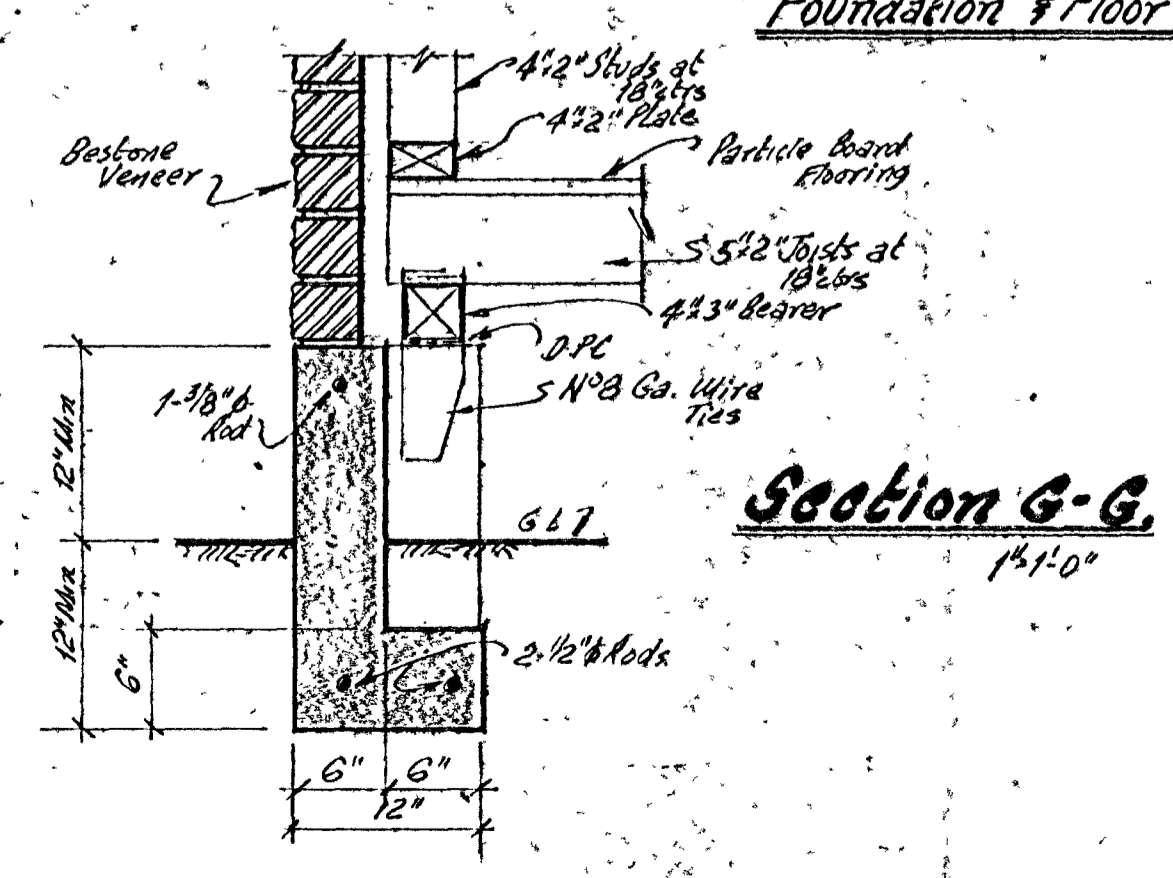 Foundation & Floor
4"x2" Studs at
18"ctrs
4"x2" Plate
Bestone
Veneer
Particle Board
Flooring
5"x2" Joists at
18"ctrs
4"x3" Bearer
D.P.C
Nº8 Ga. Wire
Ties
1-3/8"ϕ
Rod
12" Min
G L
Section G-G.
1"=1'-0"
12" Min
6"
2-1/2"ϕ Rods
6"
6"
12"